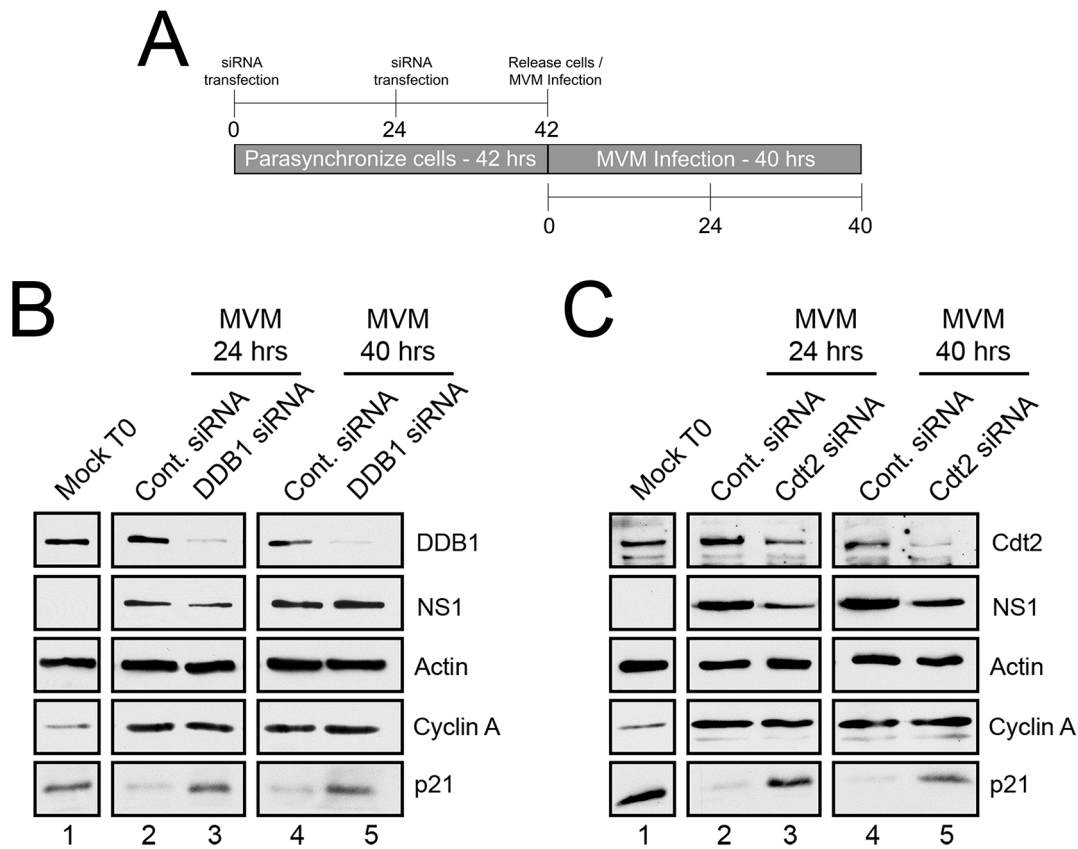 A
siRNA transfection
siRNA transfection
Release cells / MVM Infection
0 24 42
Parasynchronize cells - 42 hrs MVM Infection - 40 hrs
0 24 40
B
MVM 24 hrs
MVM 40 hrs
Mock T0
Cont. siRNA
DDB1 siRNA
Cont. siRNA
DDB1 siRNA
DDB1
NS1
Actin
Cyclin A
p21
1 2 3 4 5
C
MVM 24 hrs
MVM 40 hrs
Mock T0
Cont. siRNA
Cdt2 siRNA
Cont. siRNA
Cdt2 siRNA
Cdt2
NS1
Actin
Cyclin A
p21
1 2 3 4 5